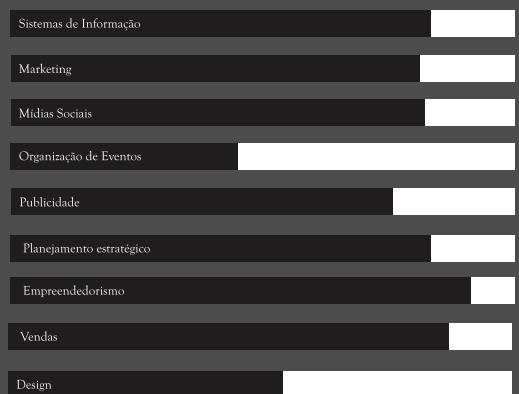 Sistemas de Informação
Marketing
Mídias Sociais
Organização de Eventos
Publicidade
Planejamento estratégico
Empreendedorismo
Vendas
Design